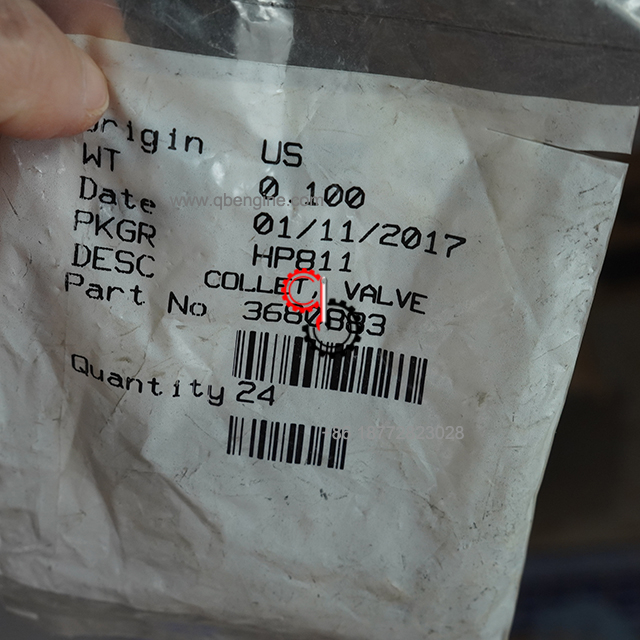 Origin US
WT 0 100
Date 01/11/2017
PKGR HP811
DESC COLLET, VALVE
Part No
Quantity 24
www.qbengine.com